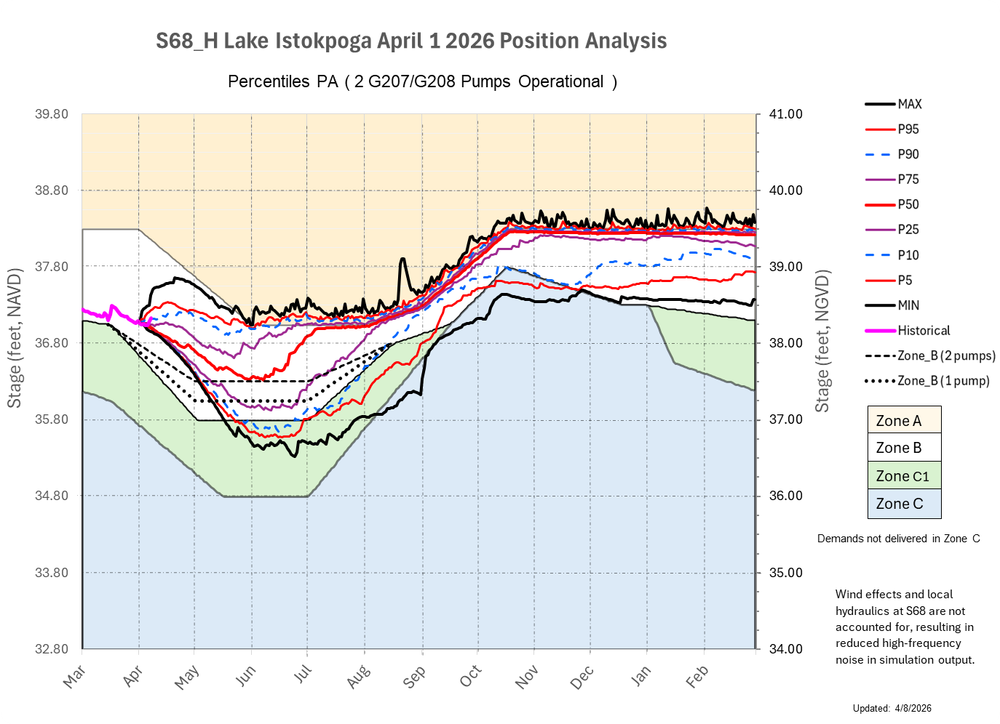 S68_H Lake Istokpoga April 1 2026 Position Analysis
Percentiles PA ( 2 G207/G208 Pumps Operational )
Stage (feet, NAVD)
39.80
38.80
37.80
36.80
35.80
34.80
33.80
32.80
41.00
40.00
39.00
38.00
37.00
36.00
35.00
34.00
Stage (feet, NGVD)
Mar
Apr
May
Jun
Jul
Aug
Sep
Oct
Nov
Dec
Jan
Feb
MAX
P95
P90
P75
P50
P25
P10
P5
MIN
Historical
Zone_B (2 pumps)
Zone_B (1 pump)
Zone A
Zone B
Zone C1
Zone C
Demands not delivered in Zone C
Wind effects and local
hydraulics at S68 are not
accounted for, resulting in
reduced high-frequency
noise in simulation output.
Updated: 4/8/2026